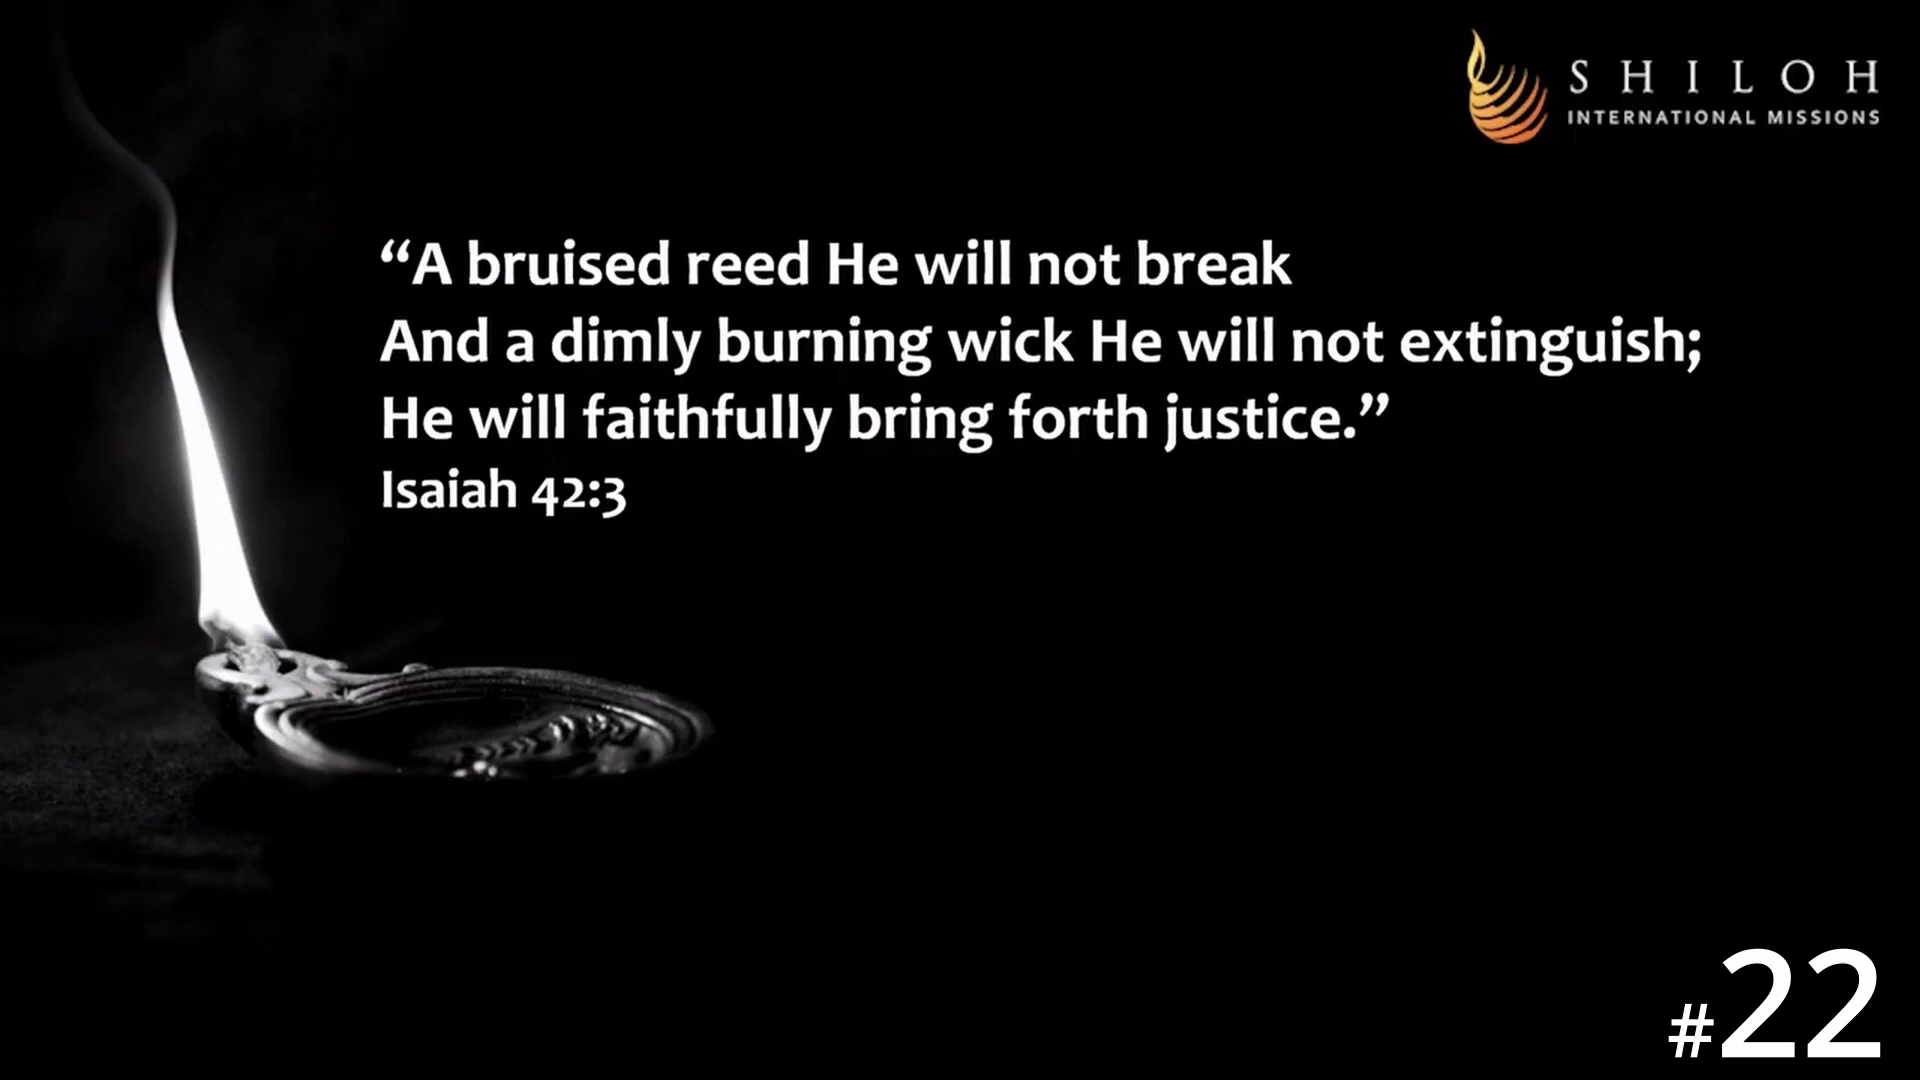 SHILOH
INTERNATIONAL MISSIONS
“A bruised reed He will not break
And a dimly burning wick He will not extinguish;
He will faithfully bring forth justice.”
Isaiah 42:3
#22